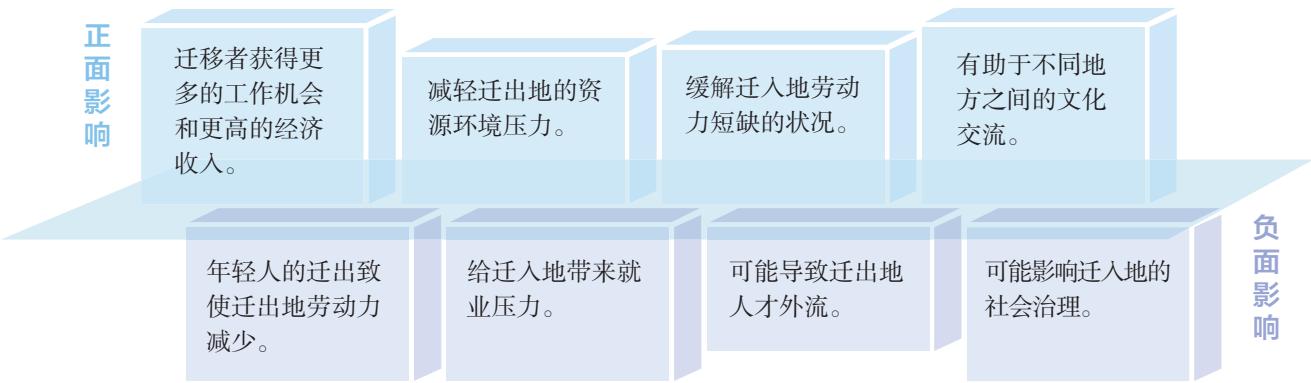 正面影响
迁移者获得更
多的工作机会
和更高的经济
收入。
减轻迁出地的资
源环境压力。
缓解迁入地劳动
力短缺的状况。
有助于不同地
方之间的文化
交流。
年轻人的迁出致
使迁出地劳动力
减少。
给迁入地带来就
业压力。
可能导致迁出地
人才外流。
可能影响迁入地的
社会治理。
负面影响